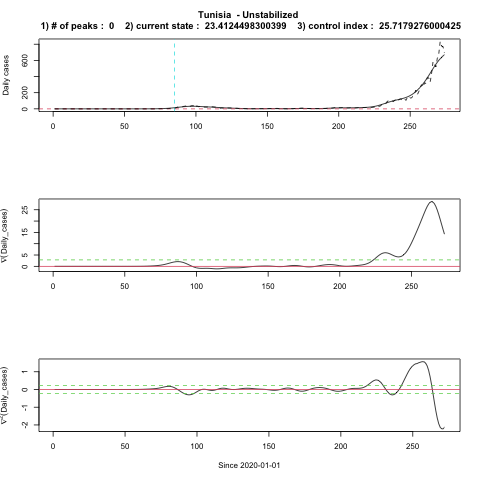 Tunisia - Unstabilized
1) # of peaks : 0 2) current state : 23.4124498300399 3) control index : 25.7179276000425
Daily cases
0 200 600
0 50 100 150 200 250
∇(Daily_cases)
0 5 15 25
0 50 100 150 200 250
∇²(Daily_cases)
-2 -1 0 1
0 50 100 150 200 250
Since 2020-01-01